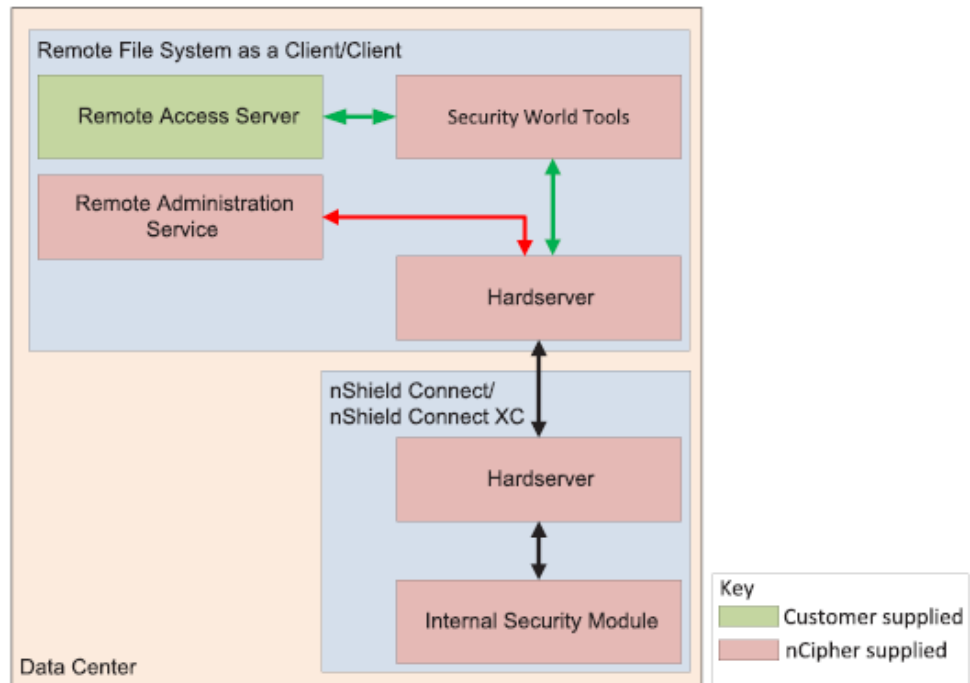 Remote File System as a Client/Client
Remote Access Server
Security World Tools
Remote Administration
Service
Hardserver
nShield Connect/
nShield Connect XC
Hardserver
Internal Security Module
Data Center
Key
Customer supplied
nCipher supplied